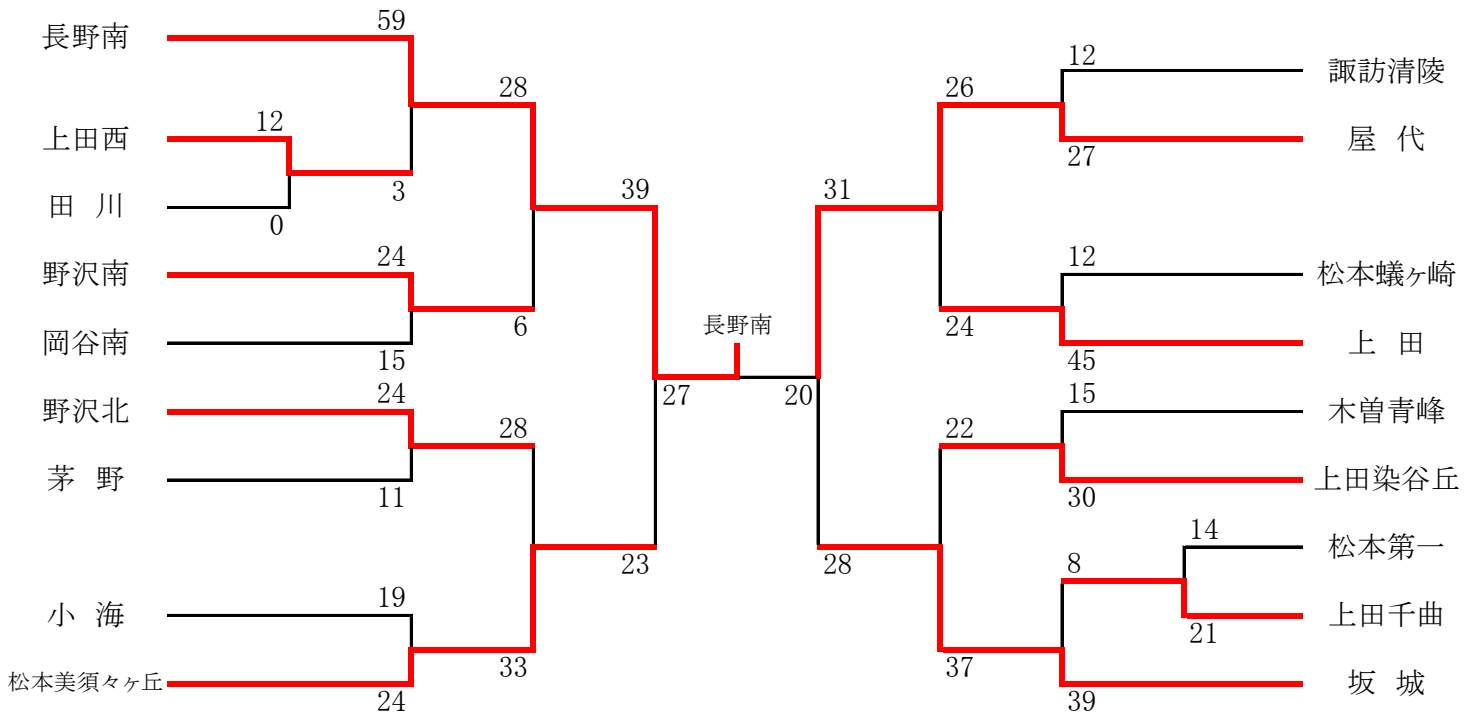 59
長野南
12
諏訪清陵
28
26
12
上田西
屋 代
27
3
39
31
田 川
0
24
12
野沢南
松本蟻ヶ崎
6
長野南
24
岡谷南
上 田
15
45
24
27
20
15
野沢北
木曽青峰
28
22
茅 野
上田染谷丘
11
30
14
松本第一
23
28
8
19
小 海
上田千曲
21
33
37
松本美須々ヶ丘
坂 城
24
39